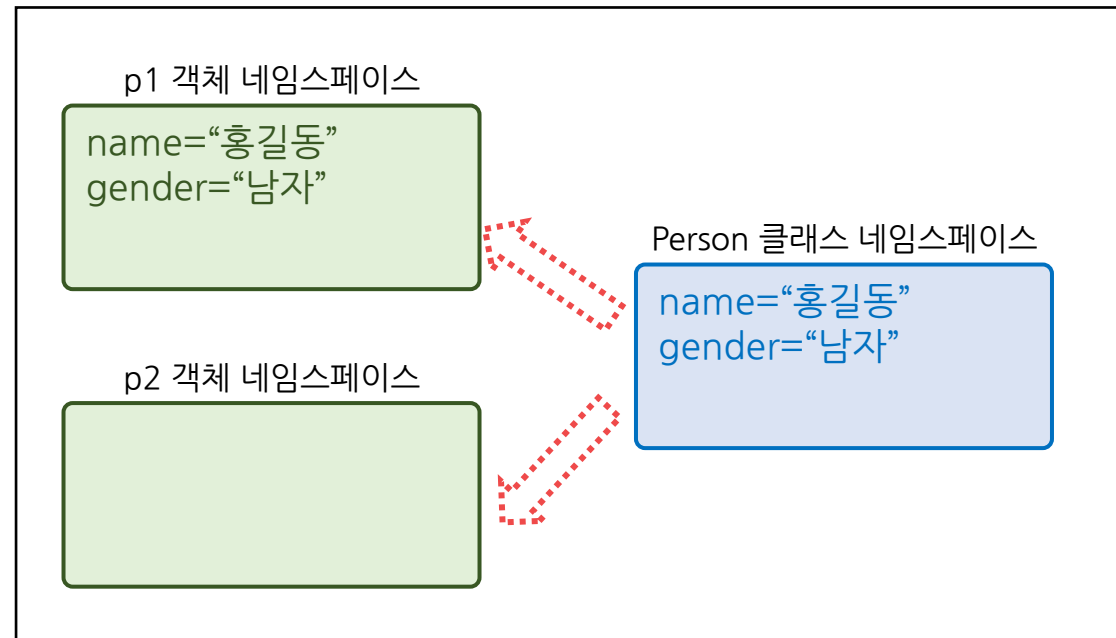 p1 객체 네임스페이스
name=“홍길동”
gender=“남자”
Person 클래스 네임스페이스
name=“홍길동”
gender=“남자”
p2 객체 네임스페이스